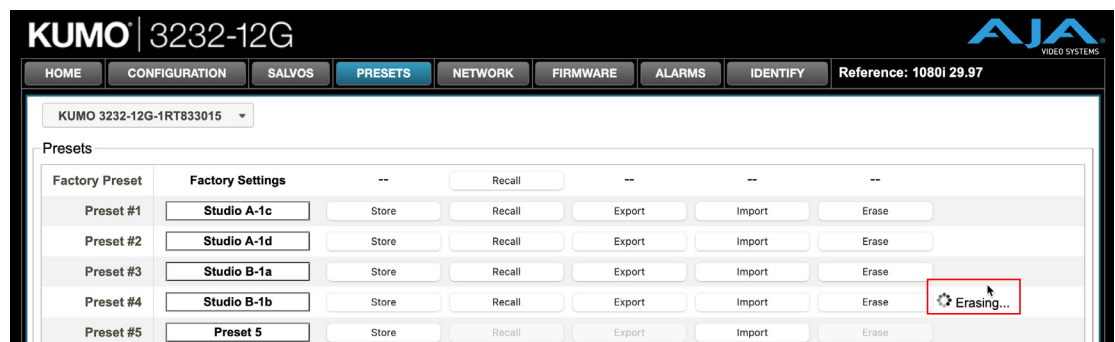 KUMO 3232-12G
AJA
VIDEO SYSTEMS
HOME CONFIGURATION SALVOS PRESETS NETWORK FIRMWARE ALARMS IDENTIFY Reference: 1080i 29.97
KUMO 3232-12G-1RT833015
Presets
Factory Preset Factory Settings -- Recall -- -- --
Preset #1 Studio A-1c Store Recall Export Import Erase
Preset #2 Studio A-1d Store Recall Export Import Erase
Preset #3 Studio B-1a Store Recall Export Import Erase
Preset #4 Studio B-1b Store Recall Export Import Erase Erasing...
Preset #5 Preset 5 Store Recall Export Import Erase